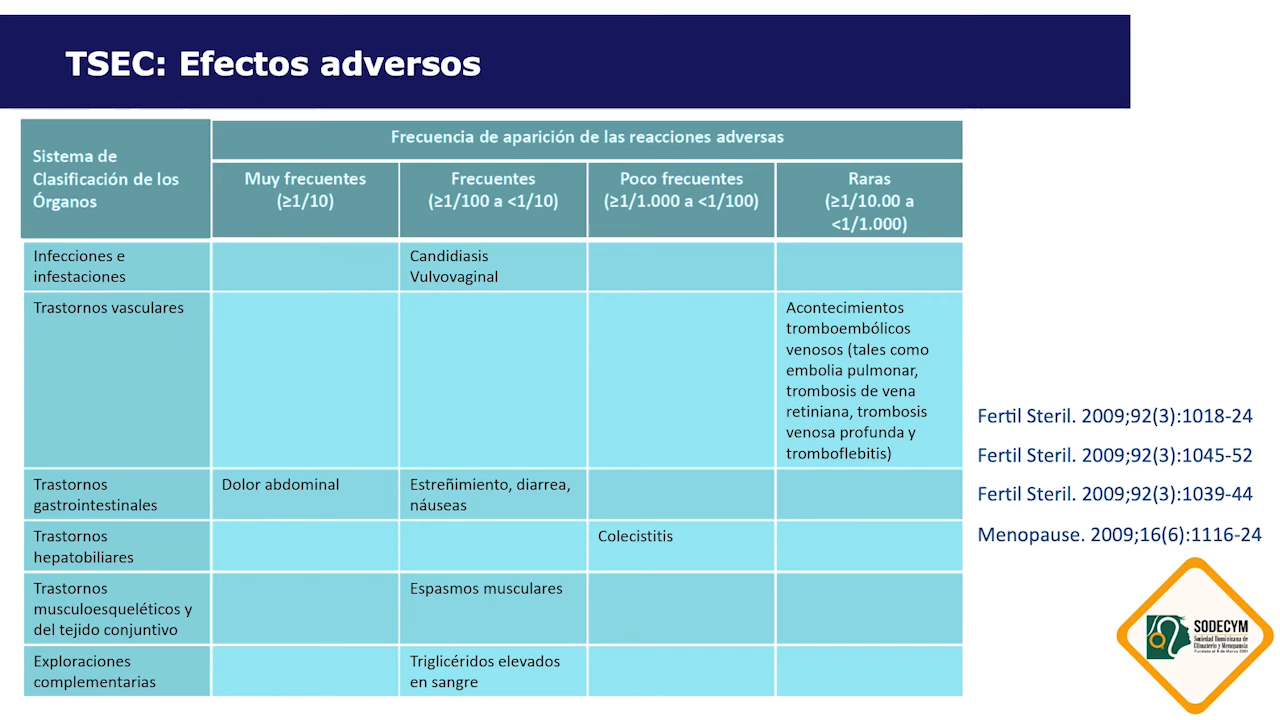 TSEC: Efectos adversos
Sistema de
Clasificación de los
Órganos
Frecuencia de aparición de las reacciones adversas
Muy frecuentes
(≥1/10)
Frecuentes
(≥1/100 a <1/10)
Poco frecuentes
(≥1/1.000 a <1/100)
Raras
(≥1/10.00 a
<1/1.000)
Infecciones e
infestaciones
Candidiasis
Vulvovaginal
Trastornos vasculares
Acontecimientos
tromboembólicos
venosos (tales como
embolia pulmonar,
trombosis de vena
retiniana, trombosis
venosa profunda y
tromboflebitis)
Trastornos
gastrointestinales
Dolor abdominal
Estreñimiento, diarrea,
náuseas
Trastornos
hepatobiliares
Colecistitis
Trastornos
musculoesqueléticos y
del tejido conjuntivo
Espasmos musculares
Exploraciones
complementarias
Triglicéridos elevados
en sangre
Fertil Steril. 2009;92(3):1018-24
Fertil Steril. 2009;92(3):1045-52
Fertil Steril. 2009;92(3):1039-44
Menopause. 2009;16(6):1116-24
SODECYM
Sociedad Dominicana de
Climaterio y Menopausia